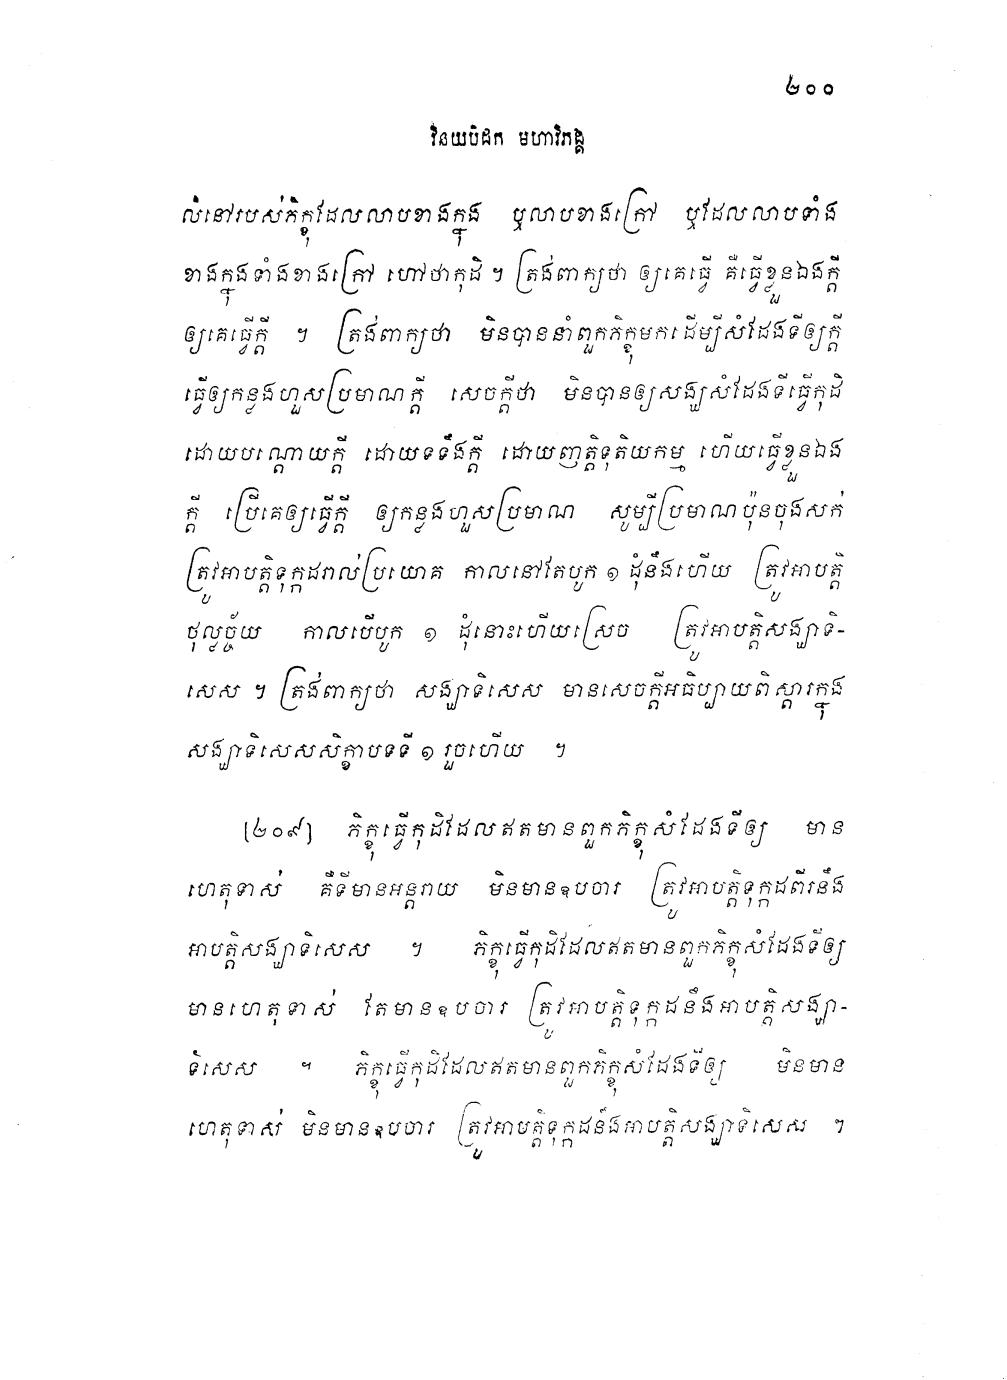 ២០០
វិនយបិដក មហាវិភង្គ
លំនៅរបស់ភិក្ខុដែលលាបខាងក្នុង ឬលាបខាងក្រៅ ឬដែលលាបទាំង
ខាងក្នុងទាំងខាងក្រៅ ហៅថាកុដិ ។ ត្រង់ពាក្យថា ឲ្យគេធ្វើ គឺធ្វើខ្លួនឯងក្តី
ឲ្យគេធ្វើក្តី ។ ត្រង់ពាក្យថា មិនបាននាំពួកភិក្ខុមកដើម្បីសំដែងទីឲ្យក្តី
ធ្វើឲ្យកន្លងហួសប្រមាណក្តី សេចក្តីថា មិនបានឲ្យសង្ឃសំដែងទីធ្វើកុដិ
ដោយបណ្តោយក្តី ដោយទទឹងក្តី ដោយញត្តិទុតិយកម្ម ហើយធ្វើខ្លួនឯង
ក្តី ប្រើគេឲ្យធ្វើក្តី ឲ្យកន្លងហួសប្រមាណ សូម្បីប្រមាណប៉ុនចុងសក់
ត្រូវអាបត្តិទុក្កដរាល់ប្រយោគ កាលនៅតែបូក ១ ដុំនឹងហើយ ត្រូវអាបត្តិ
ថុល្លច្ច័យ កាលបើបូក ១ ដុំនោះហើយស្រេច ត្រូវអាបត្តិសង្ឃាទិ-
សេស ។ ត្រង់ពាក្យថា សង្ឃាទិសេស មានសេចក្តីអធិប្បាយពិស្តារក្នុង
សង្ឃាទិសេសសិក្ខាបទទី ១ រួចហើយ ។
[២០៩] ភិក្ខុធ្វើកុដិដែលឥតមានពួកភិក្ខុសំដែងទីឲ្យ មាន
ហេតុទាស់ គឺទីមានអន្តរាយ មិនមានឧបចារ ត្រូវអាបត្តិទុក្កដពីរនឹង
អាបត្តិសង្ឃាទិសេស ។ ភិក្ខុធ្វើកុដិដែលឥតមានពួកភិក្ខុសំដែងទីឲ្យ
មានហេតុទាស់ តែមានឧបចារ ត្រូវអាបត្តិទុក្កដនឹងអាបត្តិសង្ឃា-
ទិសេស ។ ភិក្ខុធ្វើកុដិដែលឥតមានពួកភិក្ខុសំដែងទីឲ្យ មិនមាន
ហេតុទាស់ មិនមានឧបចារ ត្រូវអាបត្តិទុក្កដនឹងអាបត្តិសង្ឃាទិសេស ។